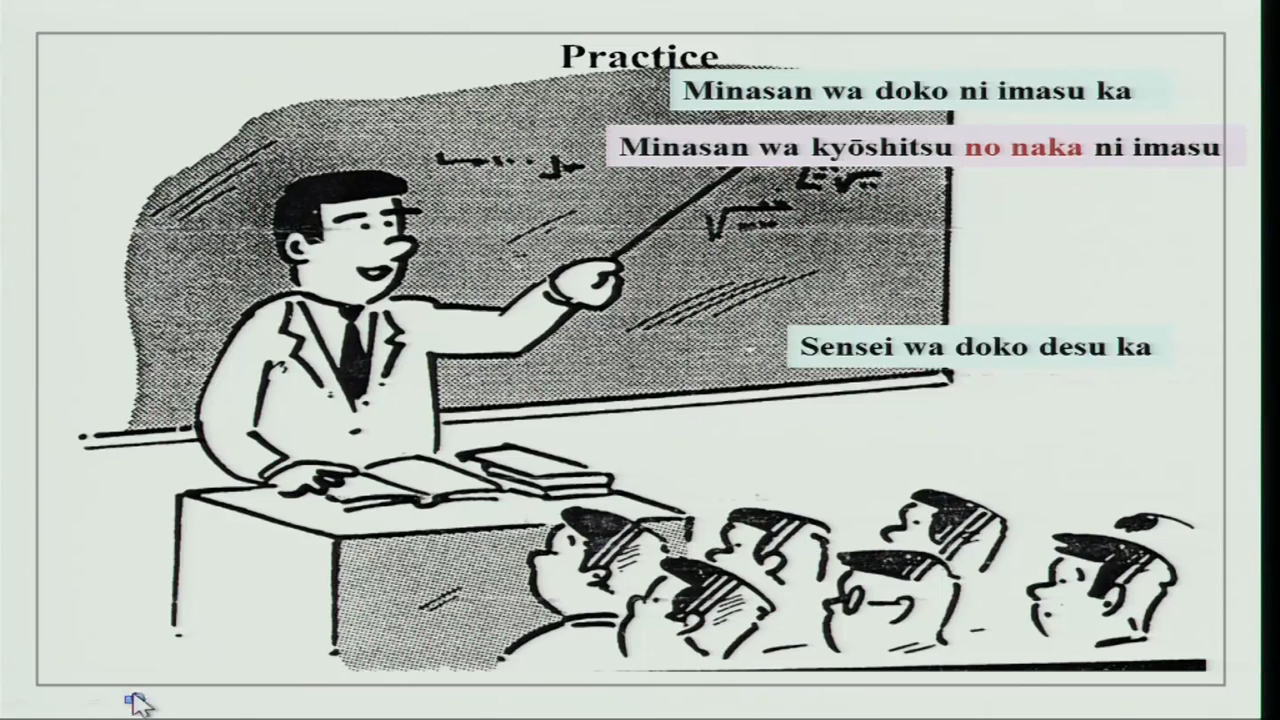 Practice
Minasan wa doko ni imasu ka
Minasan wa kyōshitsu no naka ni imasu
Sensei wa doko desu ka